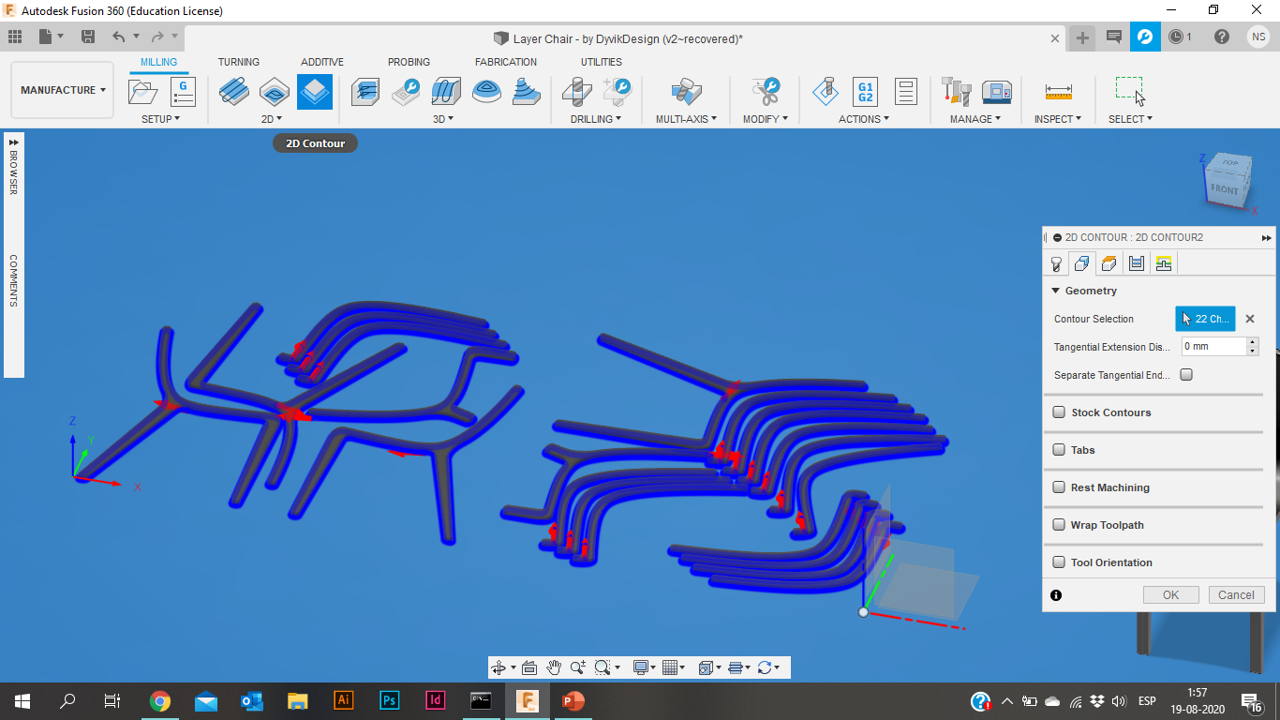 Autodesk Fusion 360 (Education License)
Layer Chair - by DyvikDesign (v2~recovered)*
1
NS
MILLING
TURNING
ADDITIVE
PROBING
FABRICATION
UTILITIES
MANUFACTURE
G
G1
G2
SETUP
2D
3D
DRILLING
MULTI-AXIS
MODIFY
ACTIONS
MANAGE
INSPECT
SELECT
2D Contour
BROWSER
COMMENTS
Z
TOP
FRONT
X
Z
Y
X
2D CONTOUR : 2D CONTOUR2
Geometry
Contour Selection
22 Ch...
Tangential Extension Dis...
0 mm
Separate Tangential End...
Stock Contours
Tabs
Rest Machining
Wrap Toolpath
Tool Orientation
OK
Cancel
Ai
Ps
Id
F
P
ESP
1:57
19-08-2020
16